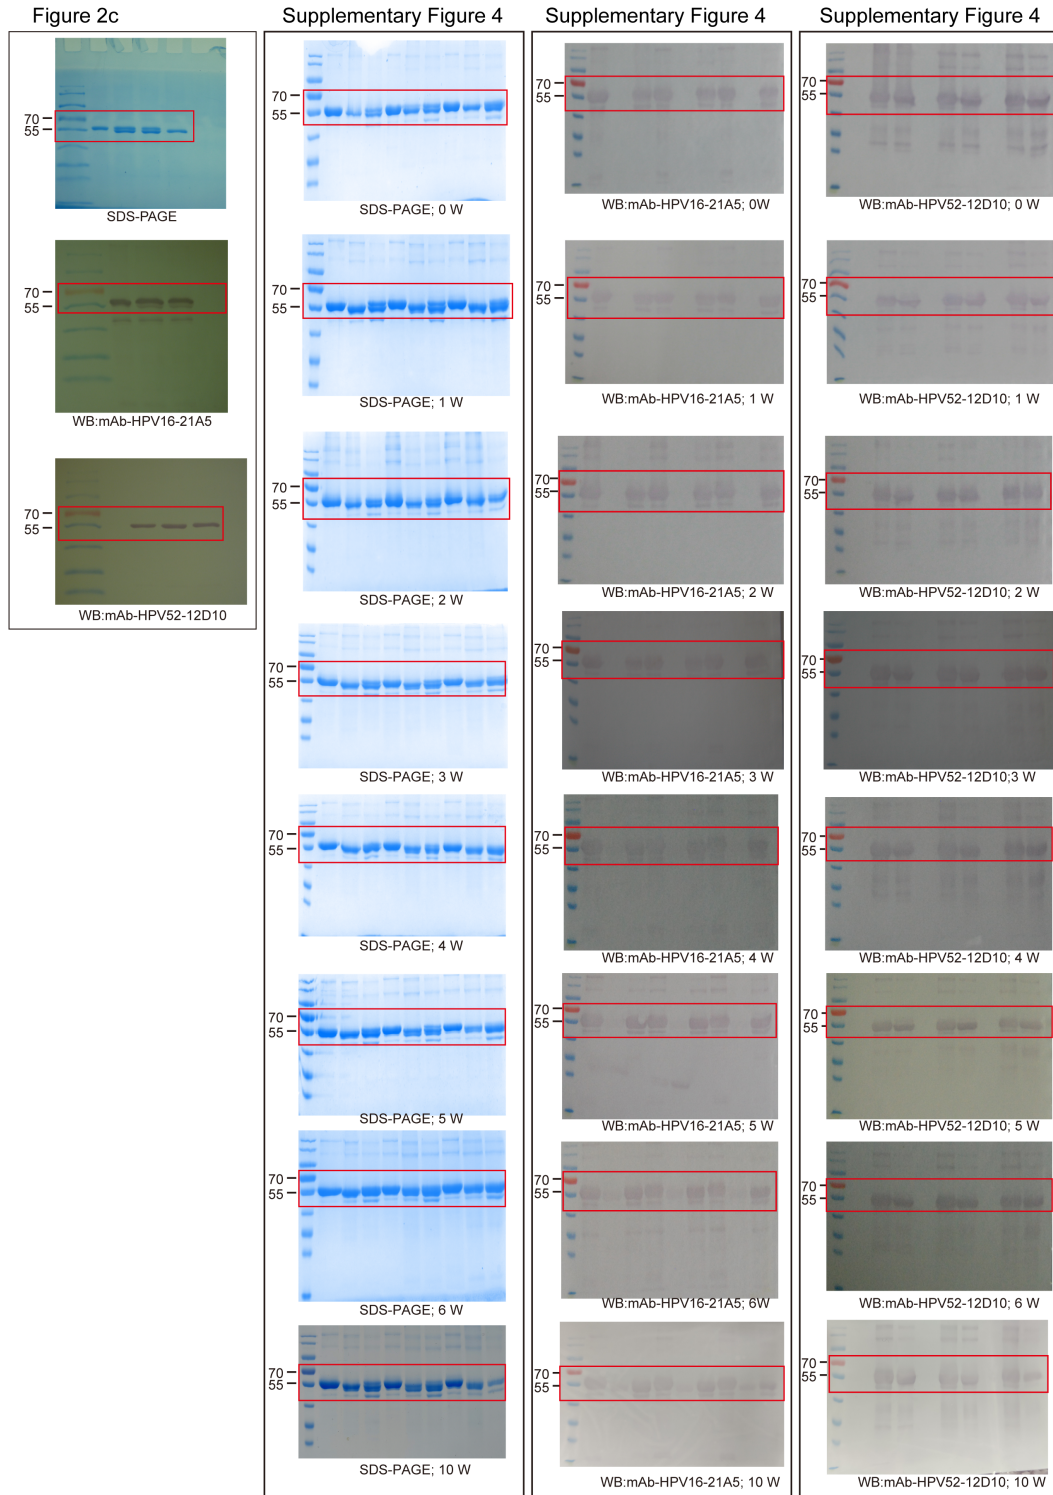 Figure 2c
70
55
SDS-PAGE
70
55
WB:mAb-HPV16-21A5
70
55
WB:mAb-HPV52-12D10
Supplementary Figure 4
70
55
SDS-PAGE; 0 W
70
55
SDS-PAGE; 1 W
70
55
SDS-PAGE; 2 W
70
55
SDS-PAGE; 3 W
70
55
SDS-PAGE; 4 W
70
55
SDS-PAGE; 5 W
70
55
SDS-PAGE; 6 W
70
55
SDS-PAGE; 10 W
Supplementary Figure 4
70
55
WB:mAb-HPV16-21A5; 0W
70
55
WB:mAb-HPV16-21A5; 1 W
70
55
WB:mAb-HPV16-21A5; 2 W
70
55
WB:mAb-HPV16-21A5; 3 W
70
55
WB:mAb-HPV16-21A5; 4 W
70
55
WB:mAb-HPV16-21A5; 5 W
70
55
WB:mAb-HPV16-21A5; 6W
70
55
WB:mAb-HPV16-21A5; 10 W
Supplementary Figure 4
70
55
WB:mAb-HPV52-12D10; 0 W
70
55
WB:mAb-HPV52-12D10; 1 W
70
55
WB:mAb-HPV52-12D10; 2 W
70
55
WB:mAb-HPV52-12D10;3 W
70
55
WB:mAb-HPV52-12D10; 4 W
70
55
WB:mAb-HPV52-12D10; 5 W
70
55
WB:mAb-HPV52-12D10; 6 W
70
55
WB:mAb-HPV52-12D10; 10 W